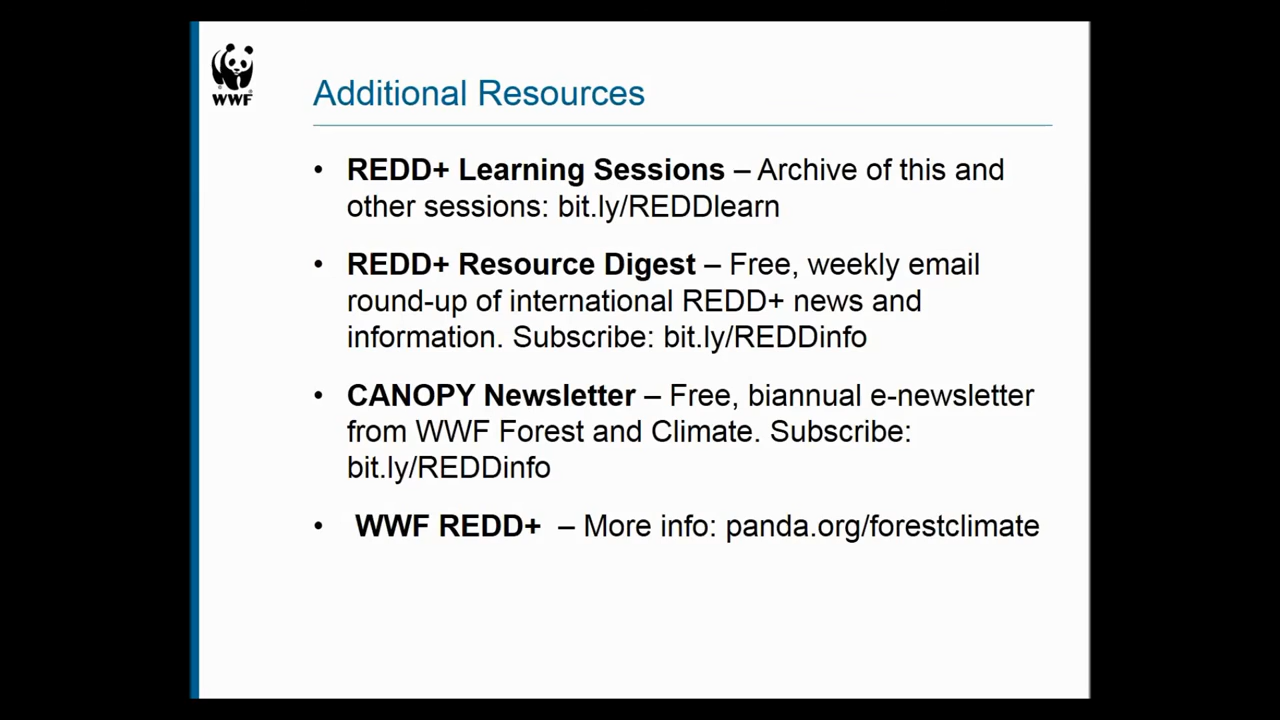 WWF
Additional Resources
• REDD+ Learning Sessions – Archive of this and
other sessions: bit.ly/REDDlearn
• REDD+ Resource Digest – Free, weekly email
round-up of international REDD+ news and
information. Subscribe: bit.ly/REDDinfo
• CANOPY Newsletter – Free, biannual e-newsletter
from WWF Forest and Climate. Subscribe:
bit.ly/REDDinfo
• WWF REDD+ – More info: panda.org/forestclimate